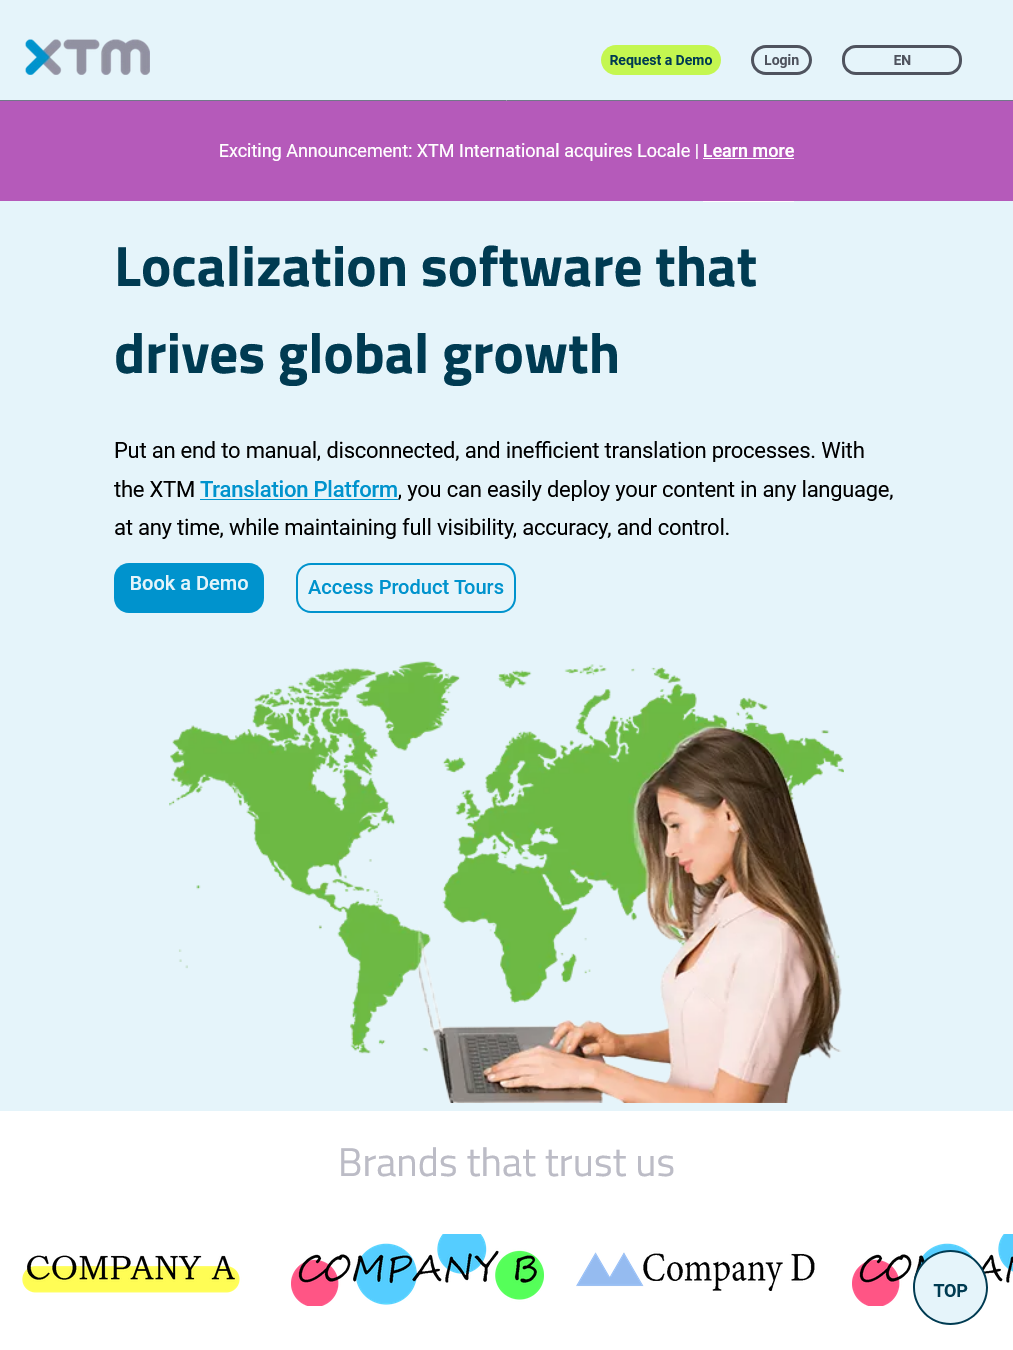 XTM
Request a Demo
Login
EN
Exciting Announcement: XTM International acquires Locale | Learn more
Localization software that
drives global growth
Put an end to manual, disconnected, and inefficient translation processes. With
the XTM Translation Platform, you can easily deploy your content in any language,
at any time, while maintaining full visibility, accuracy, and control.
Book a Demo
Access Product Tours
Brands that trust us
COMPANY A
COMPANY B
Company D
TOP